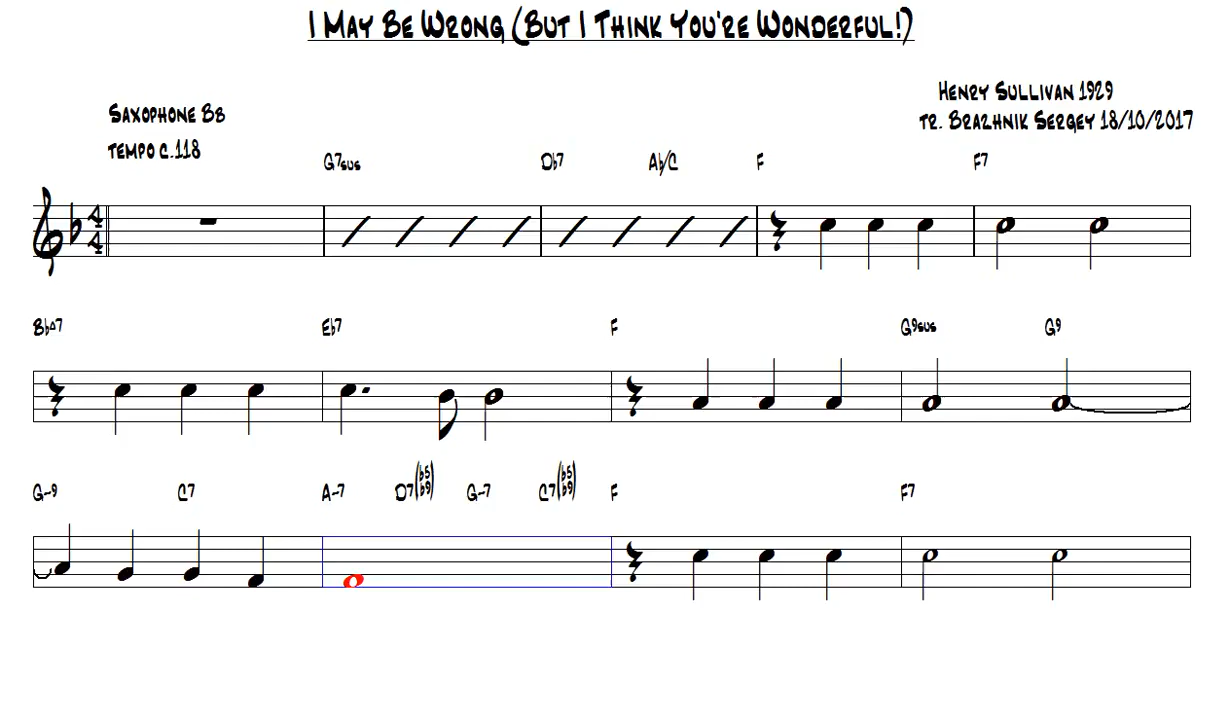 I May Be Wrong (But I Think You're Wonderful!)
Henry Sullivan 1929
Saxophone Bb
tr. Brazhnik Sergey 18/10/2017
tempo c.118
G7sus Db7 Ab/C F F7
4
4
Bb△7 Eb7 F G9sus G9
G-9 C7 A-7 D7(b5 b9) G-7 C7(b5 b9) F F7